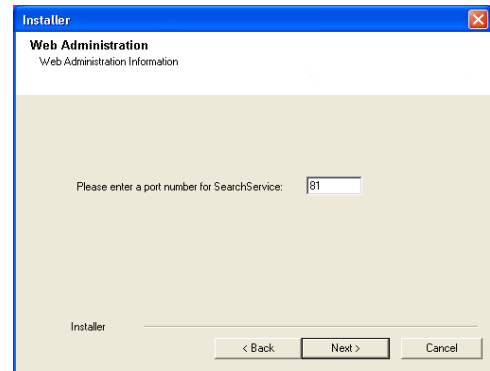 Installer
Web Administration
Web Administration Information
Please enter a port number for SearchService: 81
Installer
< Back Next > Cancel